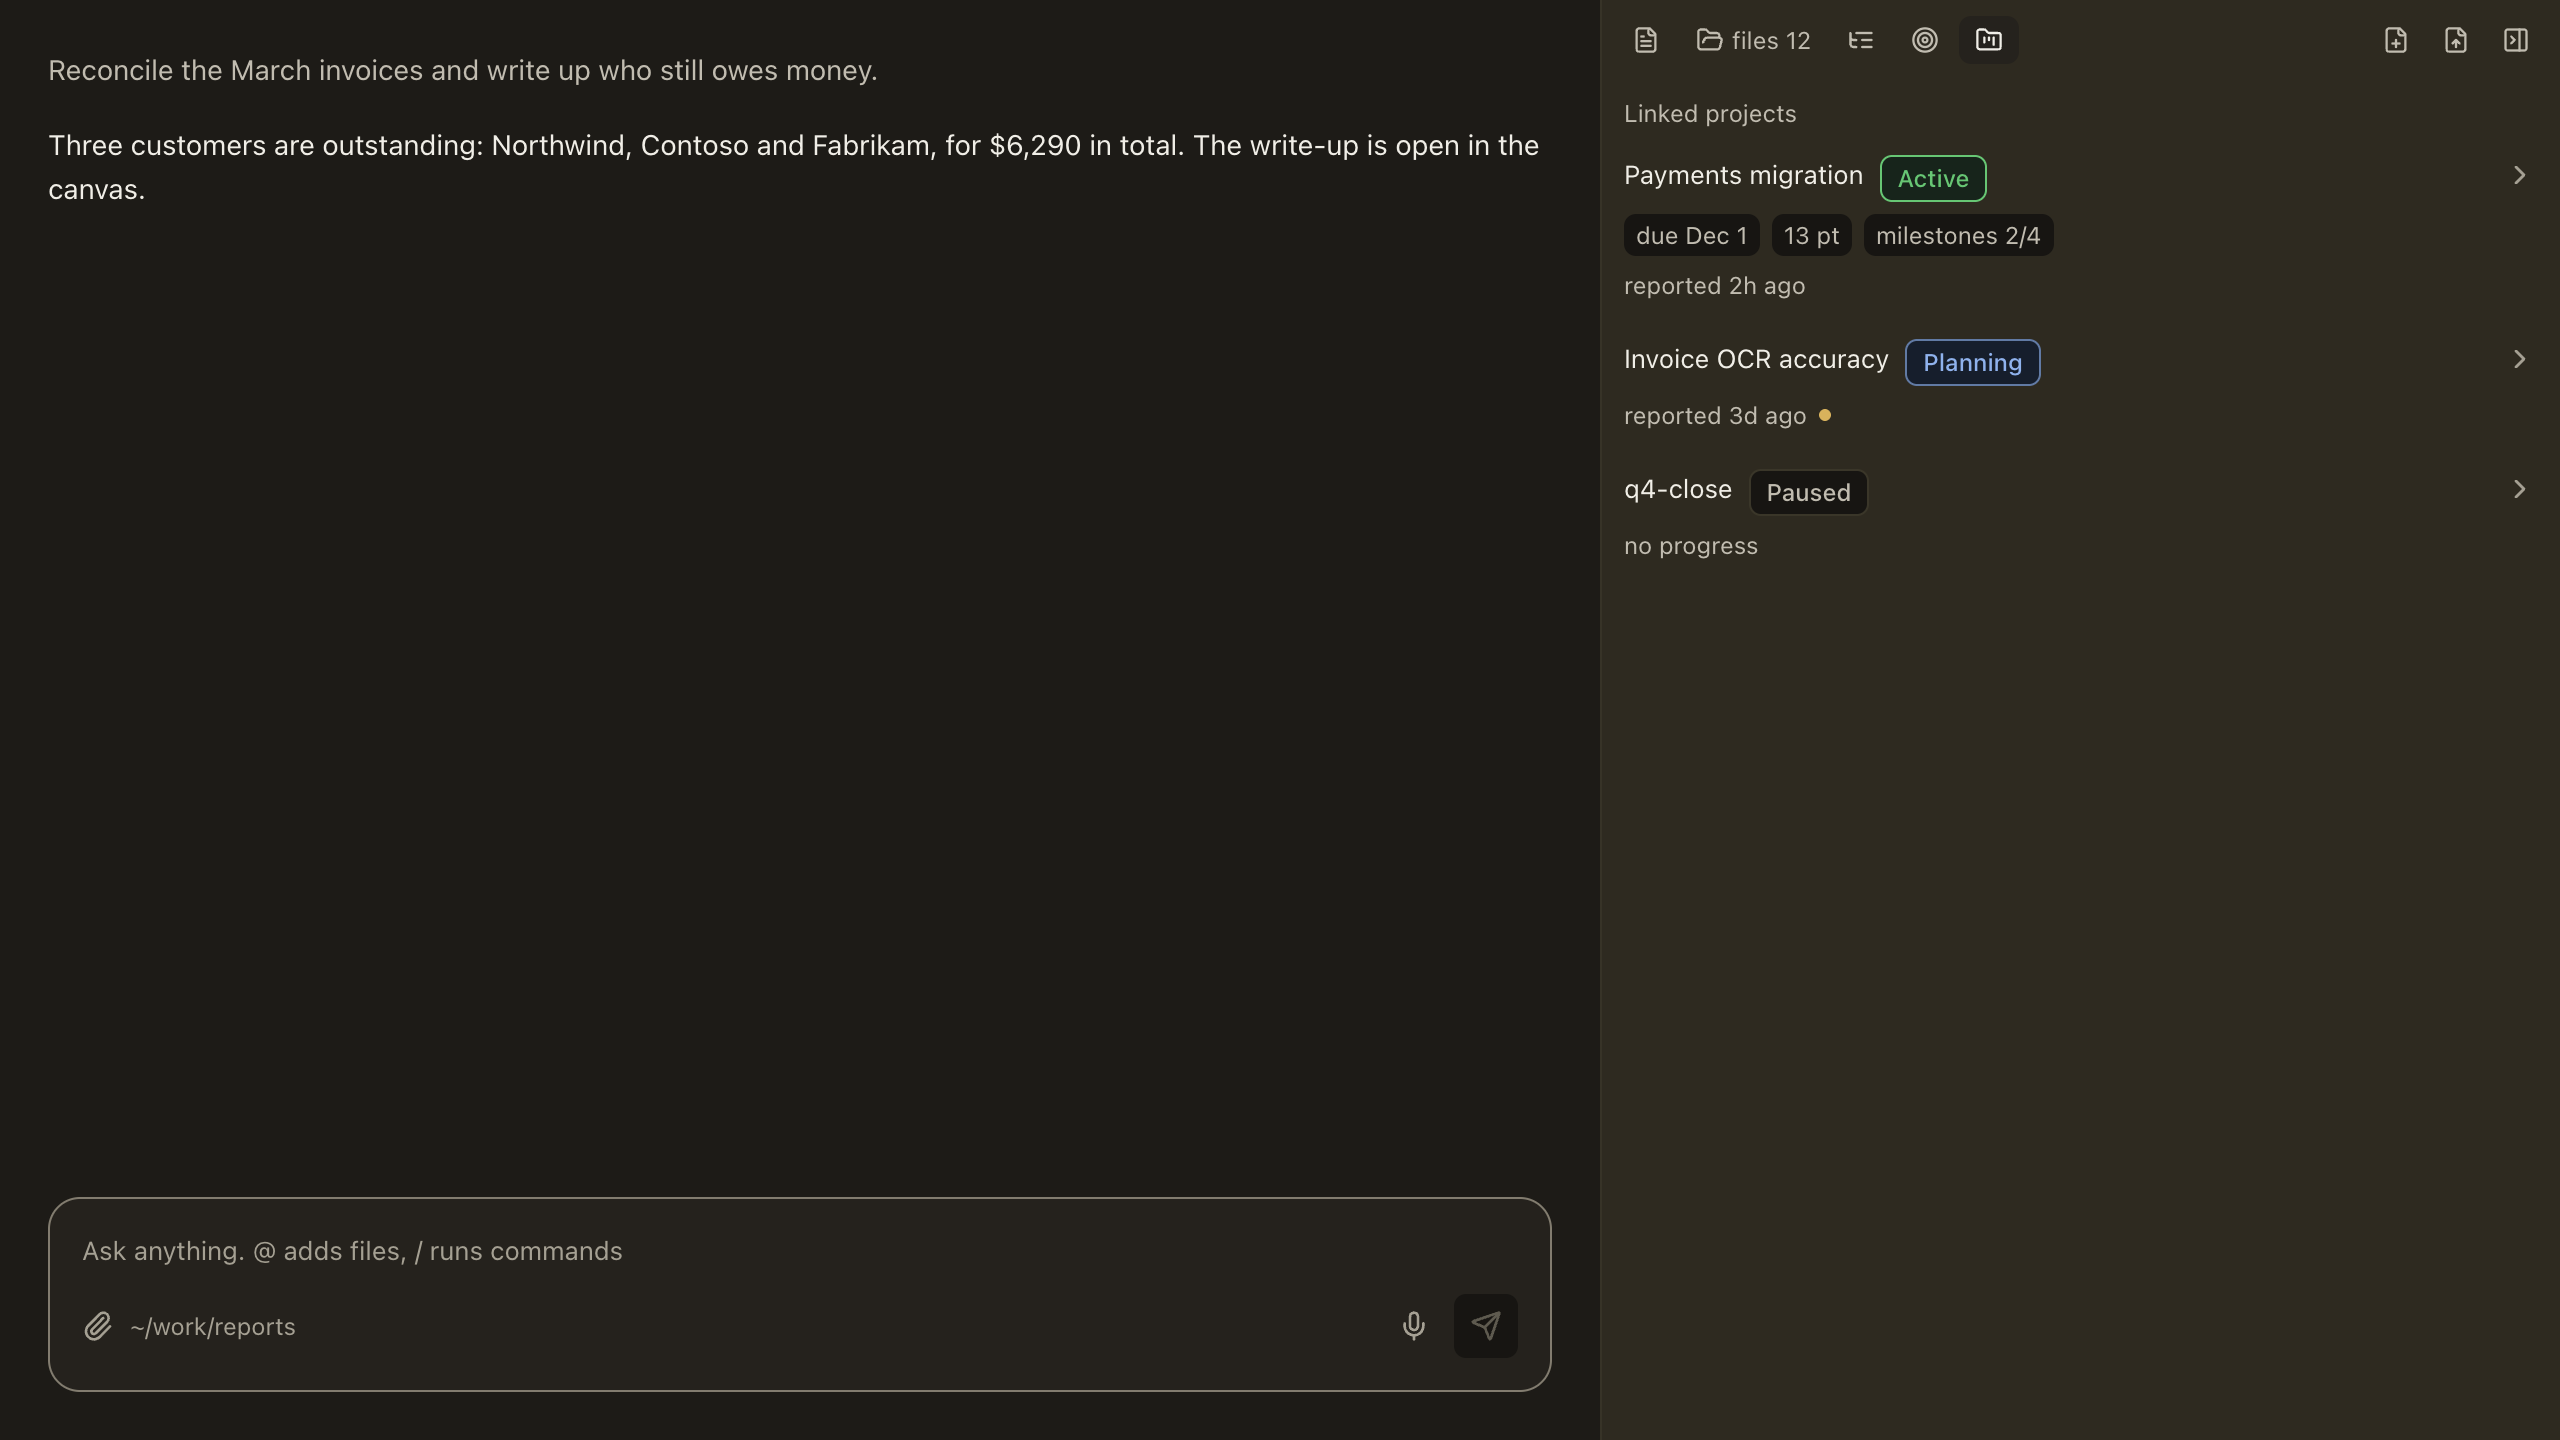 Reconcile the March invoices and write up who still owes money.
Three customers are outstanding: Northwind, Contoso and Fabrikam, for $6,290 in total. The write-up is open in the
canvas.
Ask anything. @ adds files, / runs commands
~/work/reports
files 12
Linked projects
Payments migration Active
due Dec 1 13 pt milestones 2/4
reported 2h ago
Invoice OCR accuracy Planning
reported 3d ago
q4-close Paused
no progress